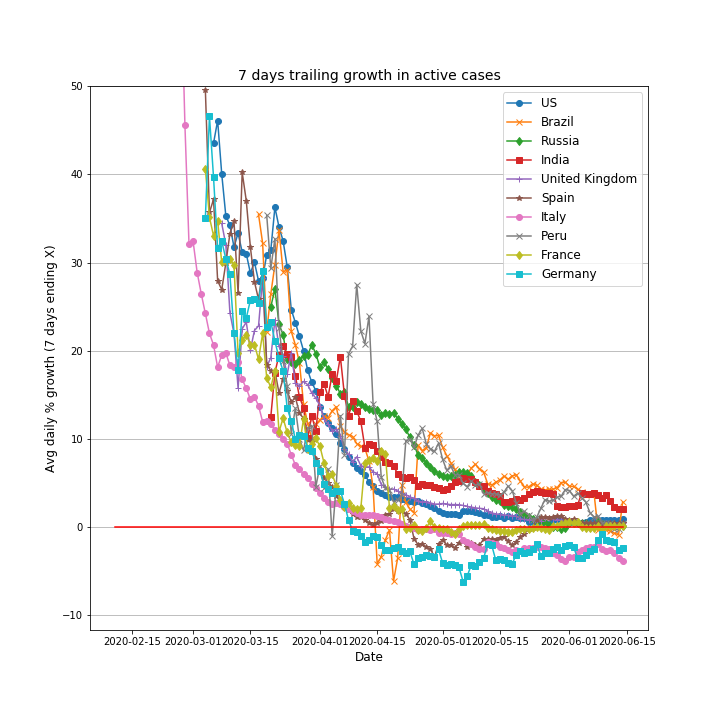 7 days trailing growth in active cases
US
Brazil
Russia
India
United Kingdom
Spain
Italy
Peru
France
Germany
Avg daily % growth (7 days ending X)
50
40
30
20
10
0
−10
2020-02-15
2020-03-01
2020-03-15
2020-04-01
2020-04-15
2020-05-01
2020-05-15
2020-06-01
2020-06-15
Date